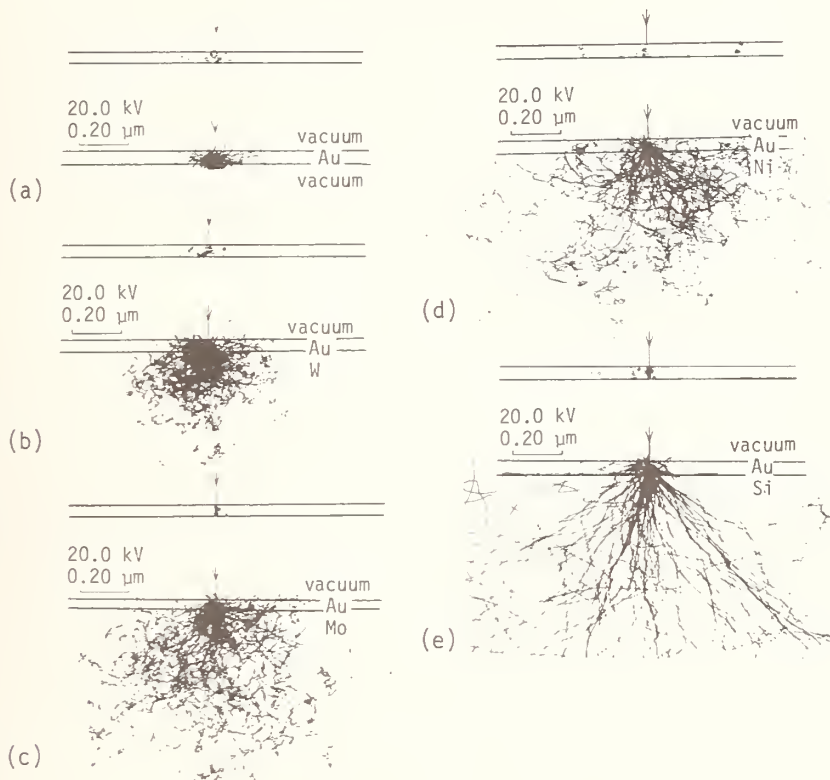 20.0 kV
0.20 µm
vacuum
Au
vacuum
(a)
20.0 kV
0.20 µm
vacuum
Au
W
(b)
20.0 kV
0.20 µm
vacuum
Au
Mo
(c)
20.0 kV
0.20 µm
vacuum
Au
Ni
(d)
20.0 kV
0.20 µm
vacuum
Au
Si
(e)